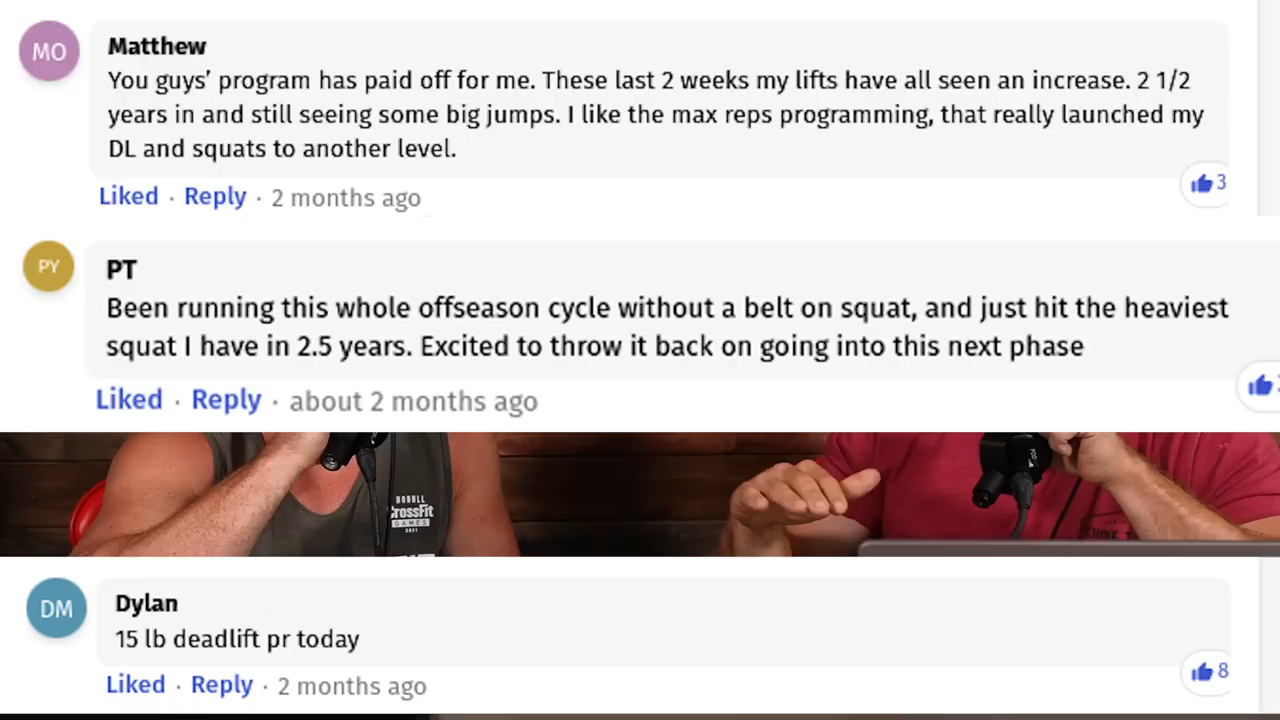 MO
Matthew
You guys’ program has paid off for me. These last 2 weeks my lifts have all seen an increase. 2 1/2
years in and still seeing some big jumps. I like the max reps programming, that really launched my
DL and squats to another level.
Liked · Reply · 2 months ago
3
PY
PT
Been running this whole offseason cycle without a belt on squat, and just hit the heaviest
squat I have in 2.5 years. Excited to throw it back on going into this next phase
Liked · Reply · about 2 months ago
NOBULL
CrossFit
GAMES
2021
DM
Dylan
15 lb deadlift pr today
Liked · Reply · 2 months ago
8